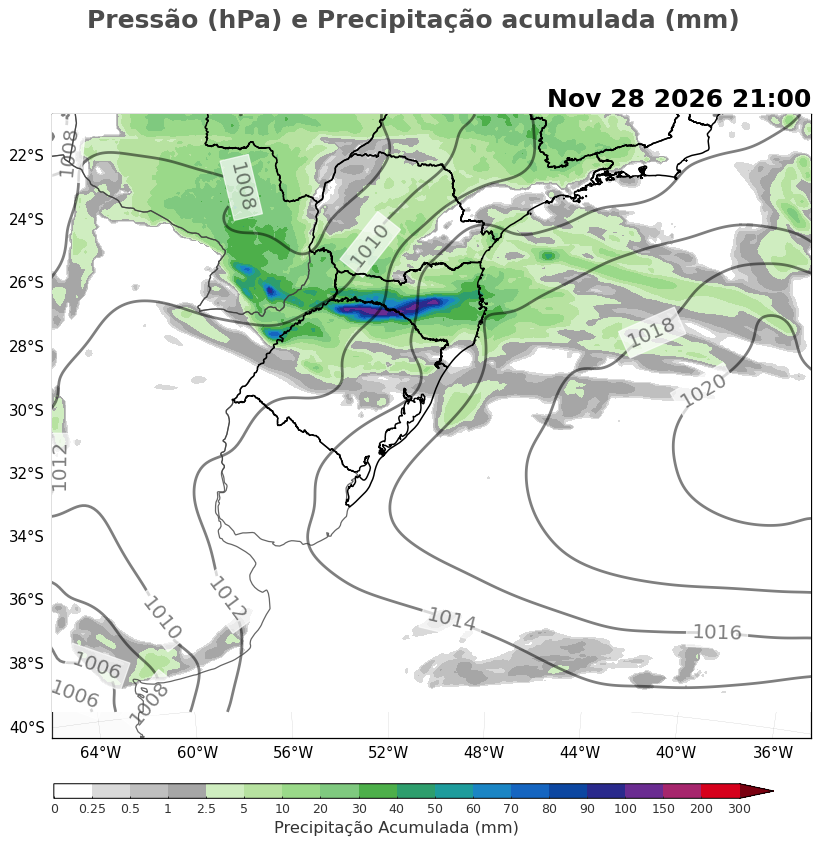 Pressão (hPa) e Precipitação acumulada (mm)
Nov 28 2026 21:00
1008
1008
1010
1018
1020
1012
1010
1012
1014
1016
1006
1006
1008
22°S
24°S
26°S
28°S
30°S
32°S
34°S
36°S
38°S
40°S
64°W 60°W 56°W 52°W 48°W 44°W 40°W 36°W
0 0.25 0.5 1 2.5 5 10 20 30 40 50 60 70 80 90 100 150 200 300
Precipitação Acumulada (mm)